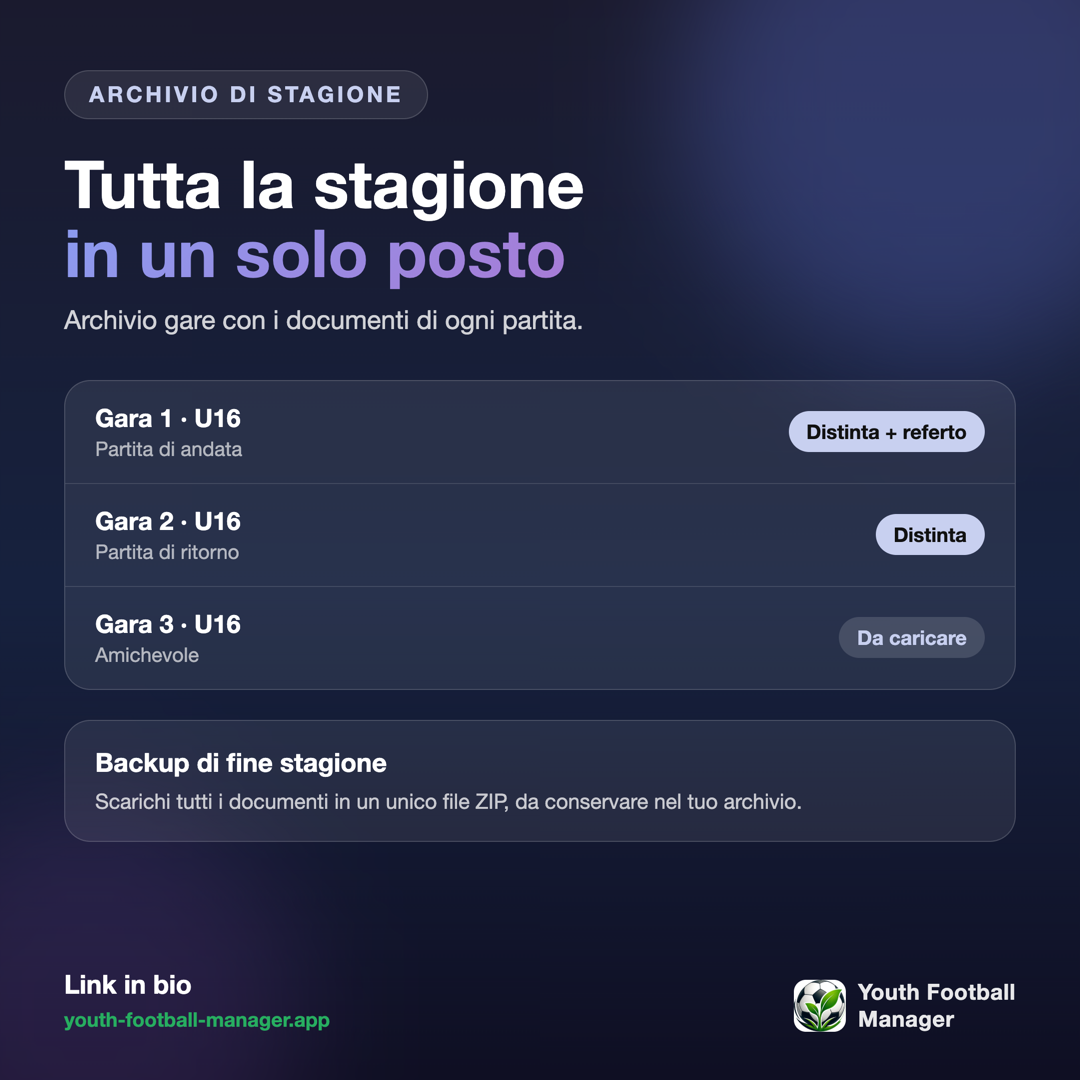 ARCHIVIO DI STAGIONE
Tutta la stagione
in un solo posto
Archivio gare con i documenti di ogni partita.
Gara 1 · U16
Partita di andata
Distinta + referto
Gara 2 · U16
Partita di ritorno
Distinta
Gara 3 · U16
Amichevole
Da caricare
Backup di fine stagione
Scarichi tutti i documenti in un unico file ZIP, da conservare nel tuo archivio.
Link in bio
youth-football-manager.app
Youth Football
Manager